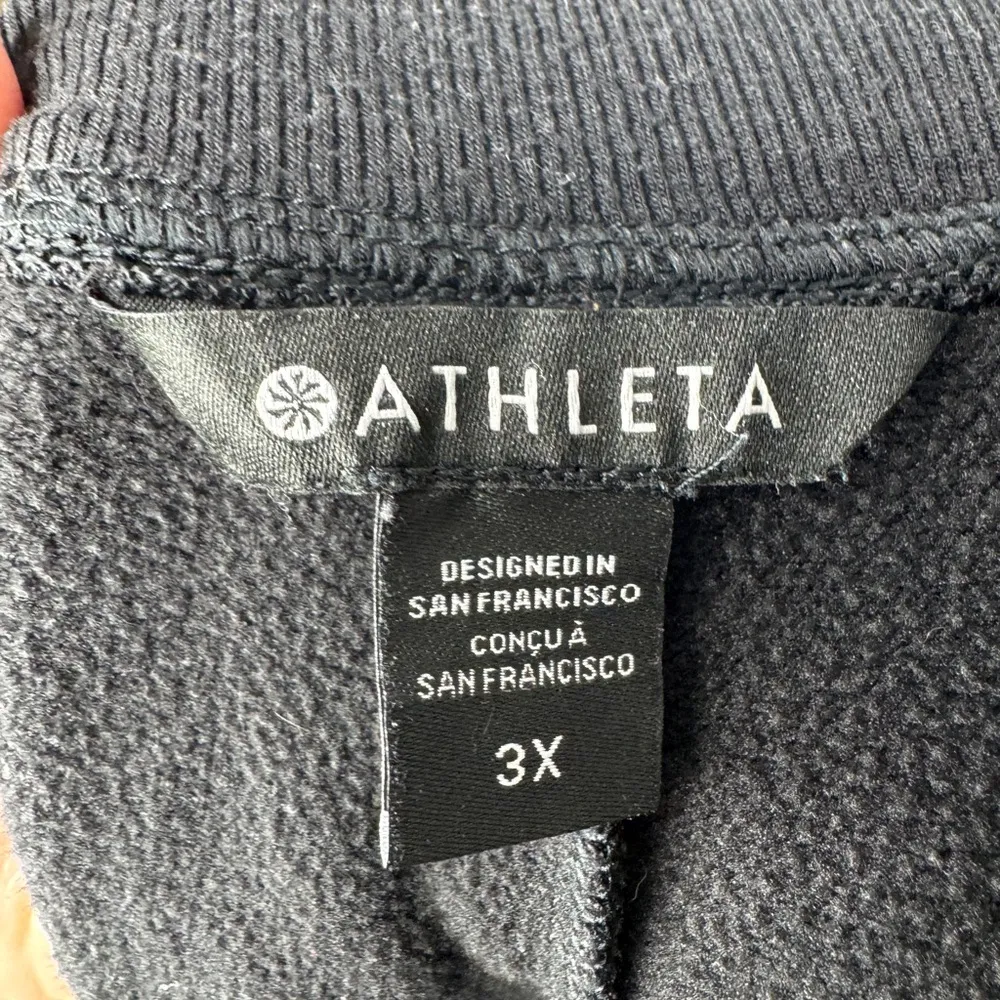 ATHLETA
DESIGNED IN
SAN FRANCISCO
CONÇU À
SAN FRANCISCO
3X